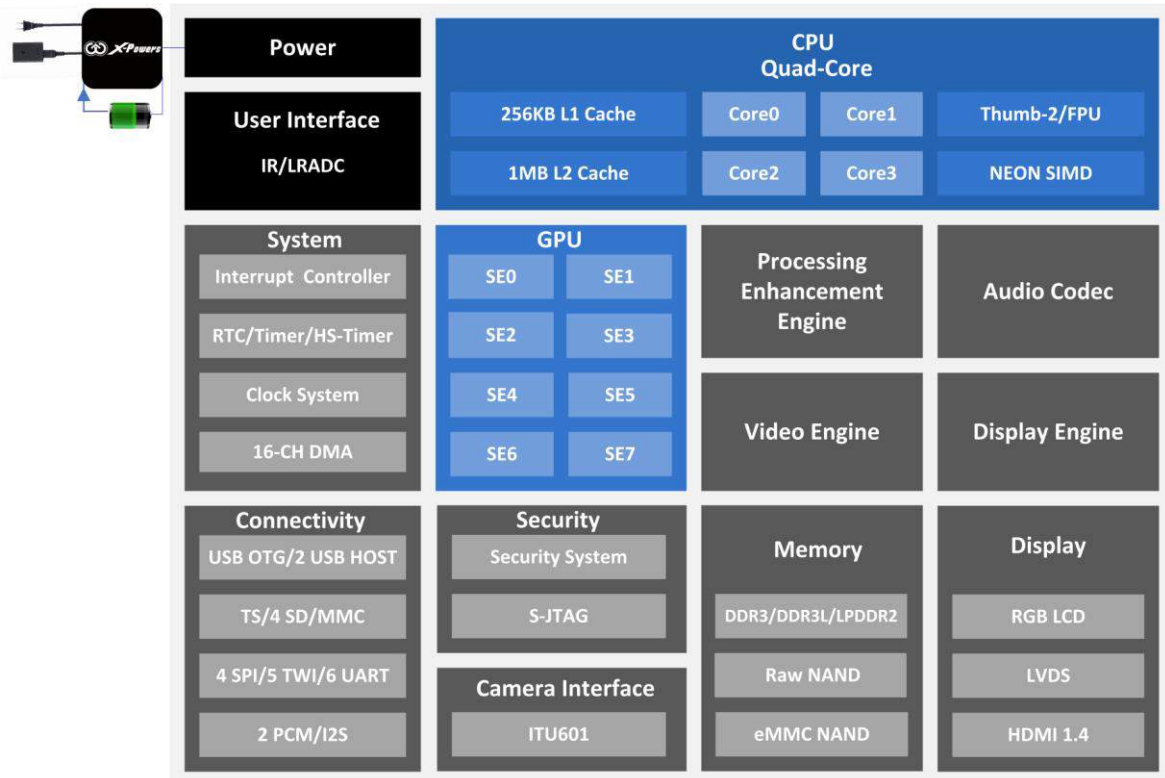 X-Powers
Power
User Interface
IR/LRADC
CPU
Quad-Core
256KB L1 Cache
Core0
Core1
Thumb-2/FPU
1MB L2 Cache
Core2
Core3
NEON SIMD
System
Interrupt Controller
RTC/Timer/HS-Timer
Clock System
16-CH DMA
GPU
SE0
SE1
SE2
SE3
SE4
SE5
SE6
SE7
Processing
Enhancement
Engine
Audio Codec
Video Engine
Display Engine
Connectivity
USB OTG/2 USB HOST
TS/4 SD/MMC
4 SPI/5 TWI/6 UART
2 PCM/I2S
Security
Security System
S-JTAG
Camera Interface
ITU601
Memory
DDR3/DDR3L/LPDDR2
Raw NAND
eMMC NAND
Display
RGB LCD
LVDS
HDMI 1.4